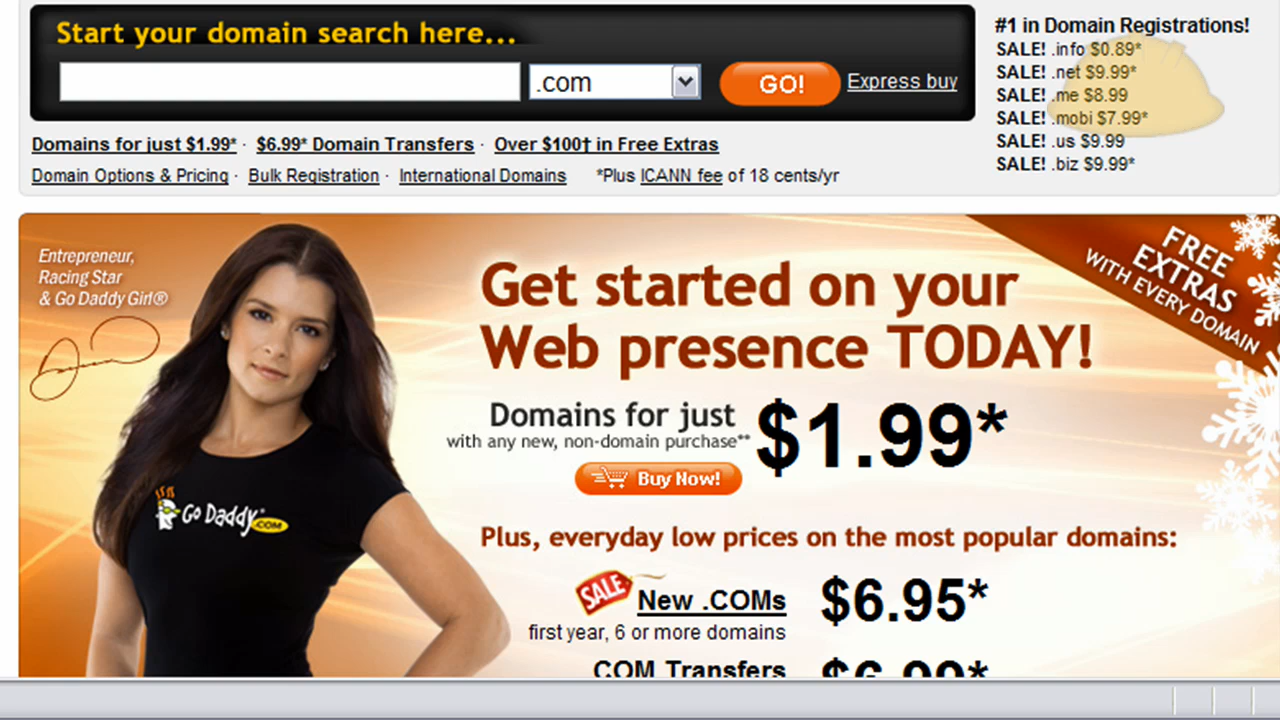 Start your domain search here...
.com
GO!
Express buy
#1 in Domain Registrations!
SALE! .info $0.89*
SALE! .net $9.99*
SALE! .me $8.99
SALE! .mobi $7.99*
SALE! .us $9.99
SALE! .biz $9.99*
Domains for just $1.99* · $6.99* Domain Transfers · Over $100† in Free Extras
Domain Options & Pricing · Bulk Registration · International Domains *Plus ICANN fee of 18 cents/yr
Entrepreneur,
Racing Star
& Go Daddy Girl®
FREE
EXTRAS
WITH EVERY DOMAIN
Get started on your
Web presence TODAY!
Domains for just $1.99*
with any new, non-domain purchase**
Buy Now!
Go Daddy®.COM
Plus, everyday low prices on the most popular domains:
SALE New .COMs $6.95*
first year, 6 or more domains
COM Transfers $6.99*